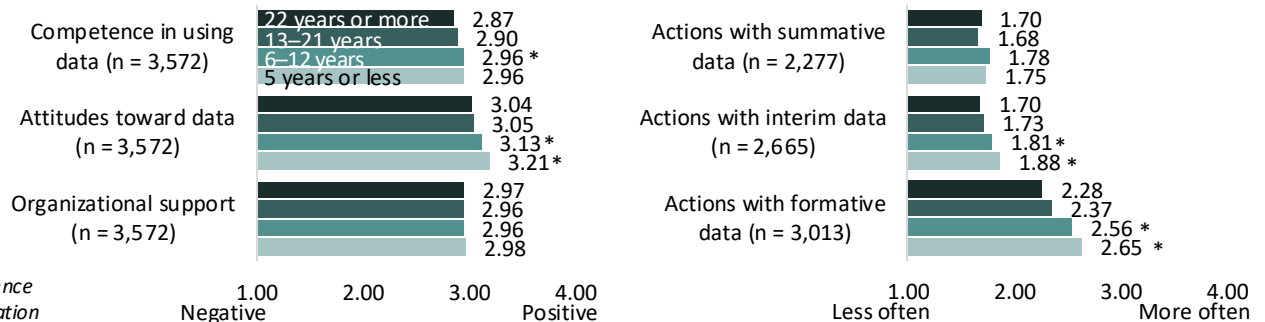 22 years or more 2.87
Competence in using
13–21 years 2.90
data (n = 3,572)
6–12 years 2.96 *
5 years or less 2.96
3.04
Attitudes toward data
3.05
(n = 3,572)
3.13 *
3.21 *
2.97
Organizational support
2.96
(n = 3,572)
2.96
2.98
1.00 2.00 3.00 4.00
Negative Positive
1.70
Actions with summative
1.68
data (n = 2,277)
1.78
1.75
1.70
Actions with interim data
1.73
(n = 2,665)
1.81 *
1.88 *
2.28
Actions with formative
2.37
data (n = 3,013)
2.56 *
2.65 *
1.00 2.00 3.00 4.00
Less often More often